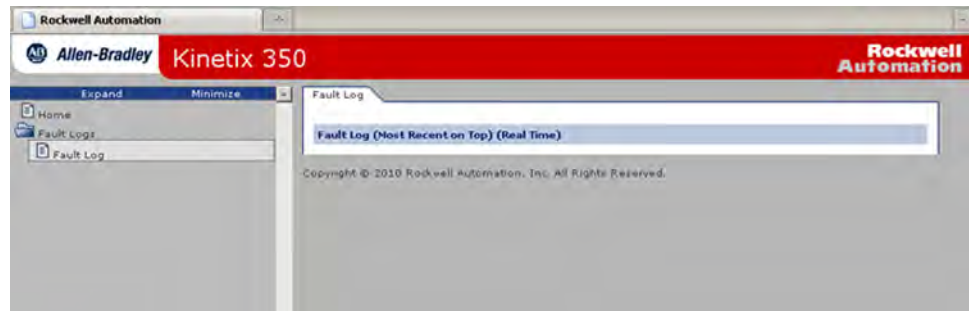 Rockwell Automation
Allen-Bradley
Kinetix 350
Rockwell
Automation
Expand Minimize
Home
Fault Logs
Fault Log
Fault Log
Fault Log (Most Recent on Top) (Real Time)
Copyright © 2010 Rockwell Automation, Inc. All Rights Reserved.